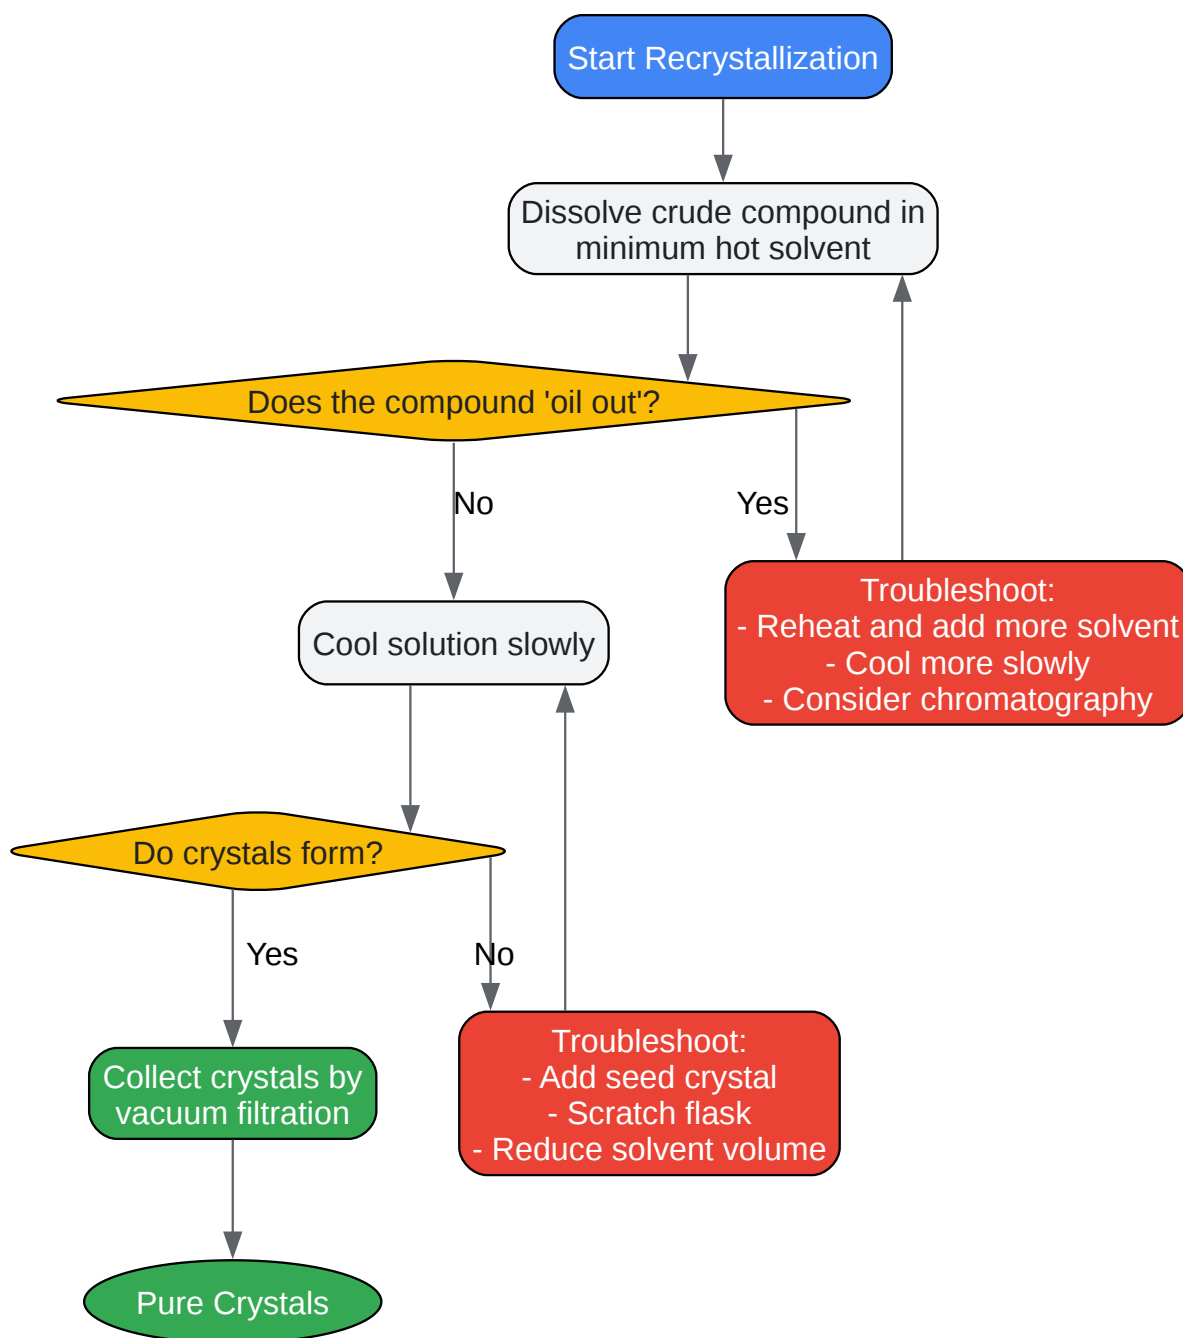 Start Recrystallization
Dissolve crude compound in
minimum hot solvent
Does the compound 'oil out'?
No
Yes
Troubleshoot:
- Reheat and add more solvent
- Cool more slowly
- Consider chromatography
Cool solution slowly
Do crystals form?
Yes
No
Collect crystals by
vacuum filtration
Troubleshoot:
- Add seed crystal
- Scratch flask
- Reduce solvent volume
Pure Crystals